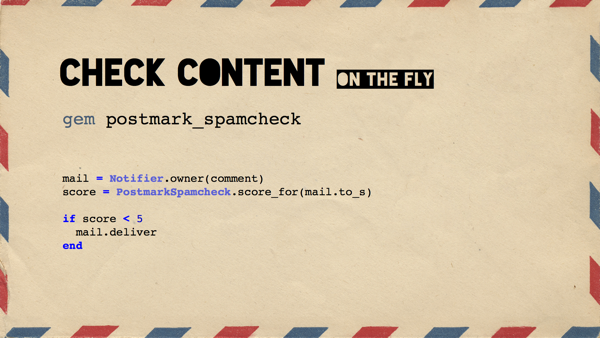 CHECK CONTENT ON THE FLY
gem postmark_spamcheck
mail = Notifier.owner(comment)
score = PostmarkSpamcheck.score_for(mail.to_s)
if score < 5
  mail.deliver
end